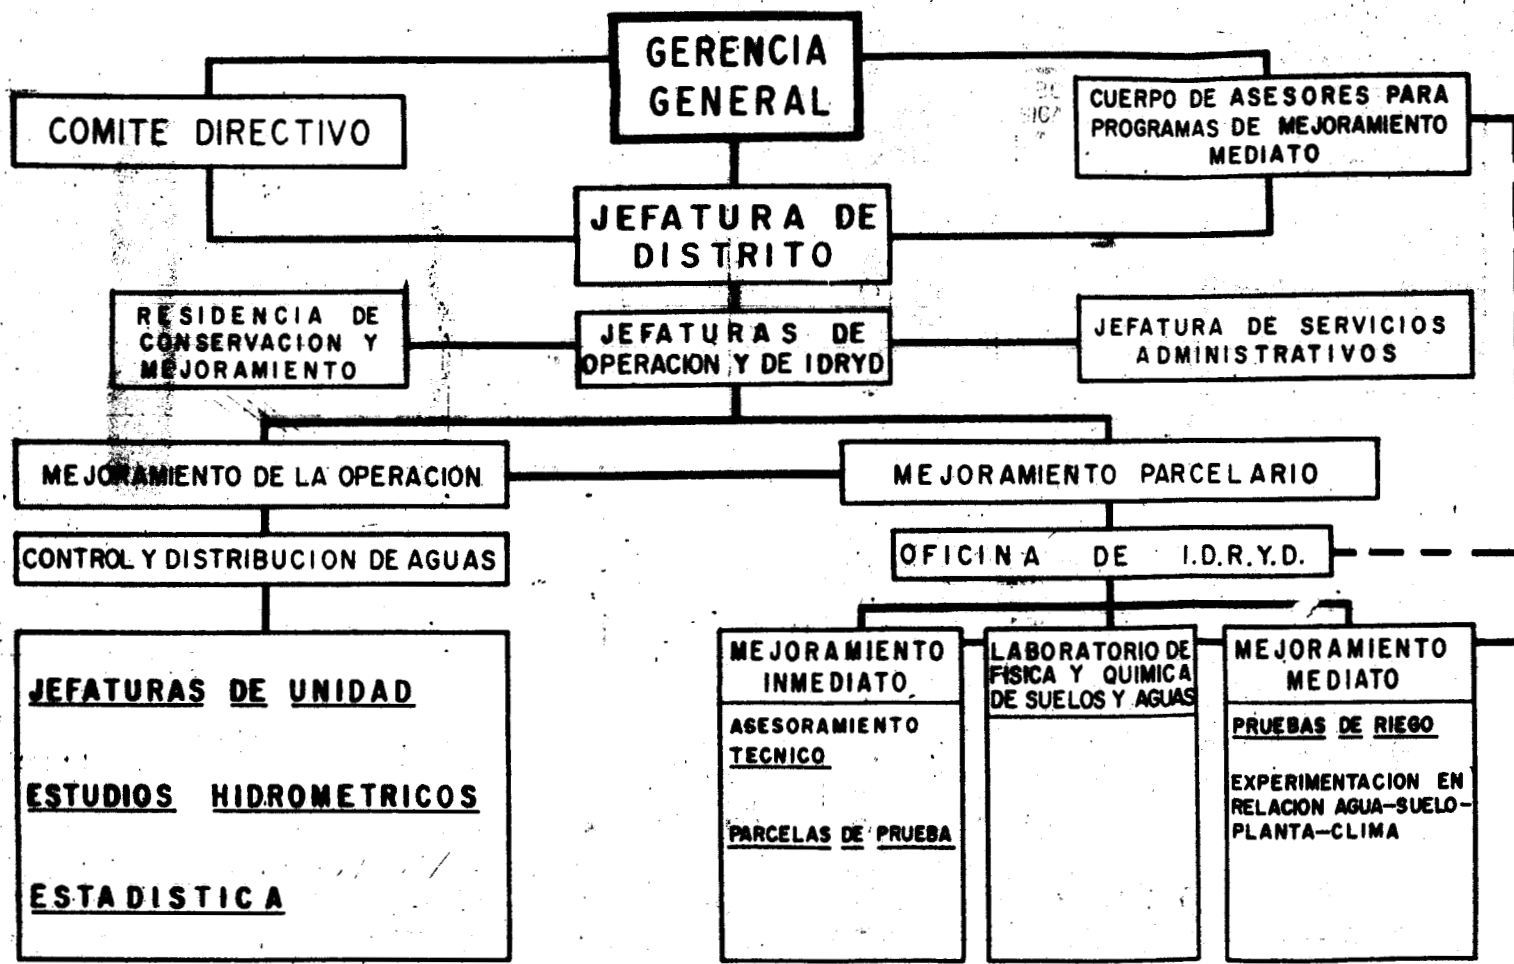 GERENCIA
GENERAL
COMITE DIRECTIVO
CUERPO DE ASESORES PARA
PROGRAMAS DE MEJORAMIENTO
MEDIATO
JEFATURA DE
DISTRITO
RESIDENCIA DE
CONSERVACION Y
MEJORAMIENTO
JEFATURAS DE
OPERACION Y DE IDRYD
JEFATURA DE SERVICIOS
ADMINISTRATIVOS
MEJORAMIENTO DE LA OPERACION
MEJORAMIENTO PARCELARIO
CONTROL Y DISTRIBUCION DE AGUAS
OFICINA DE I.D.R.Y.D.
JEFATURAS DE UNIDAD
ESTUDIOS HIDROMETRICOS
ESTADISTICA
MEJORAMIENTO
INMEDIATO
ASESORAMIENTO
TECNICO
PARCELAS DE PRUEBA
LABORATORIO DE
FISICA Y QUIMICA
DE SUELOS Y AGUAS
MEJORAMIENTO
MEDIATO
PRUEBAS DE RIEGO
EXPERIMENTACION EN
RELACION AGUA-SUELO-
PLANTA-CLIMA